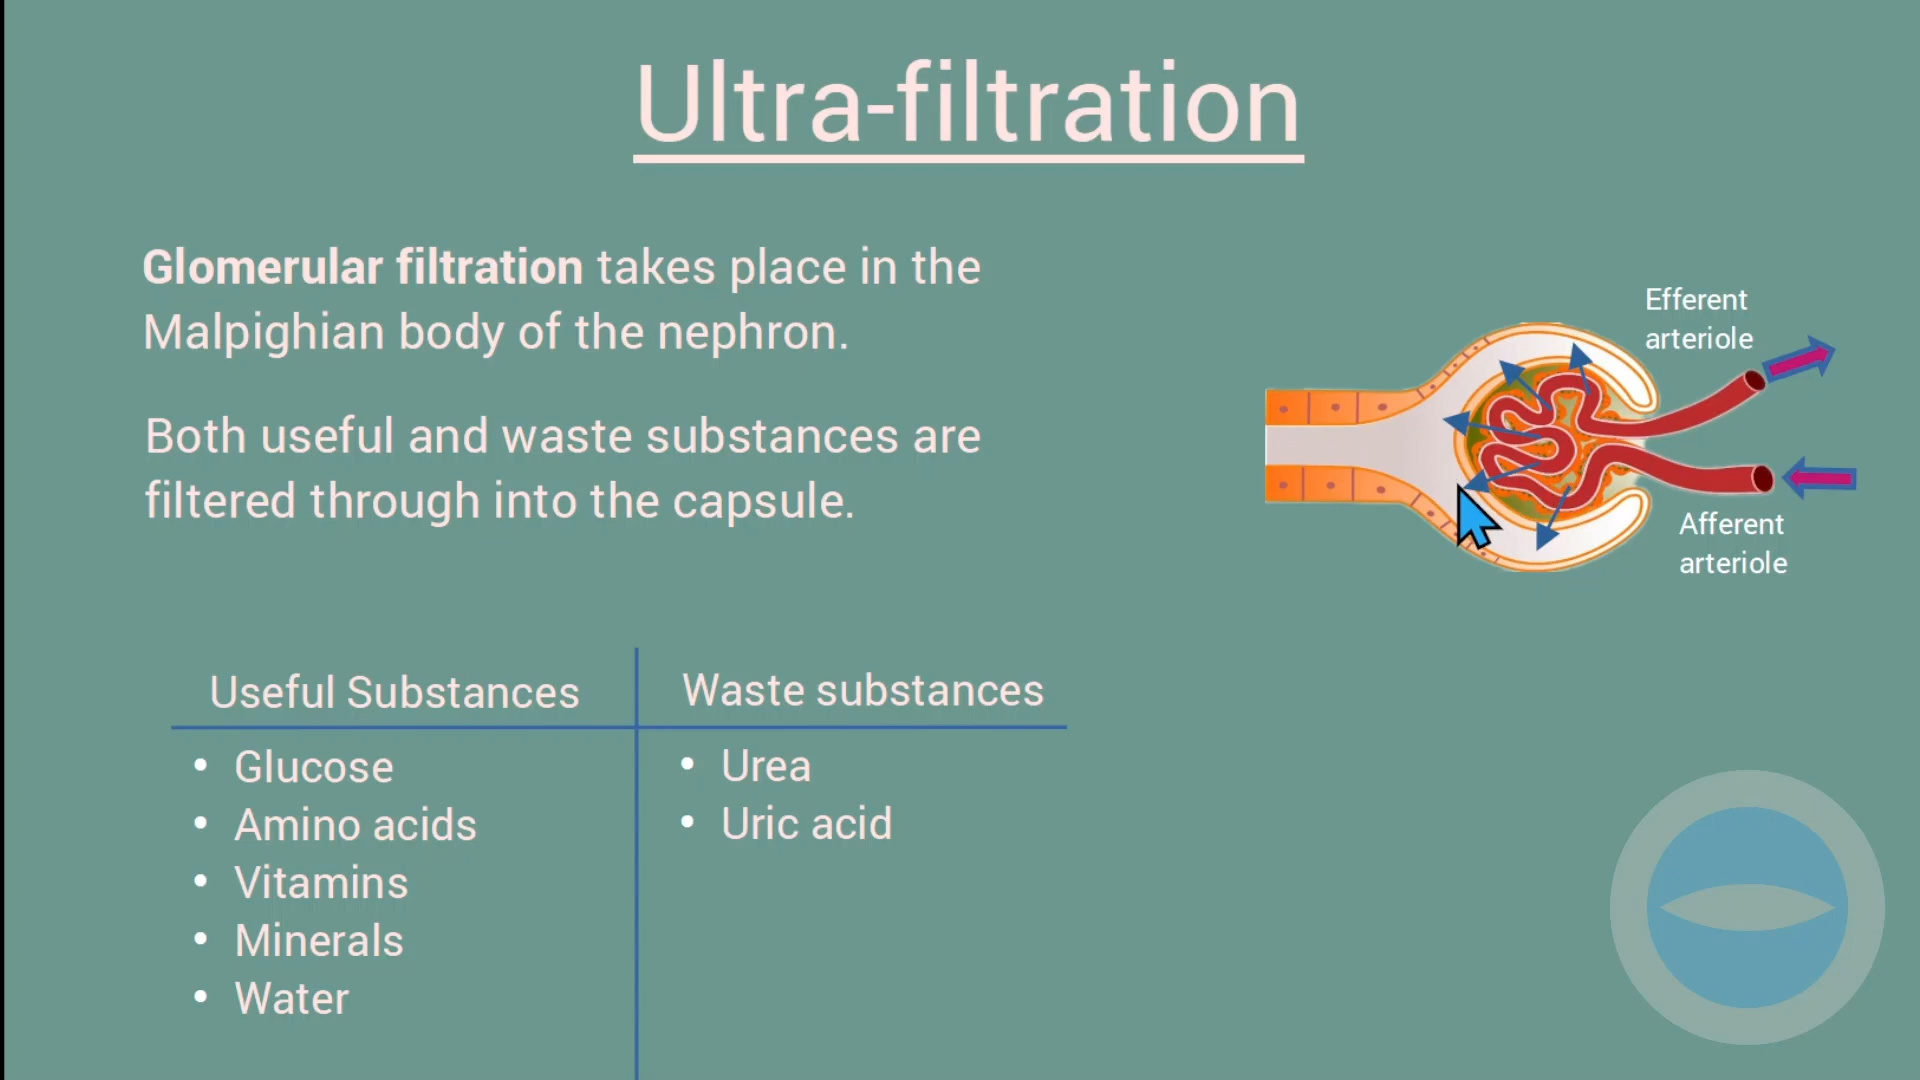 Ultra-filtration
Glomerular filtration takes place in the
Malpighian body of the nephron.
Both useful and waste substances are
filtered through into the capsule.
Efferent
arteriole
Afferent
arteriole
Useful Substances
• Glucose
• Amino acids
• Vitamins
• Minerals
• Water
Waste substances
• Urea
• Uric acid